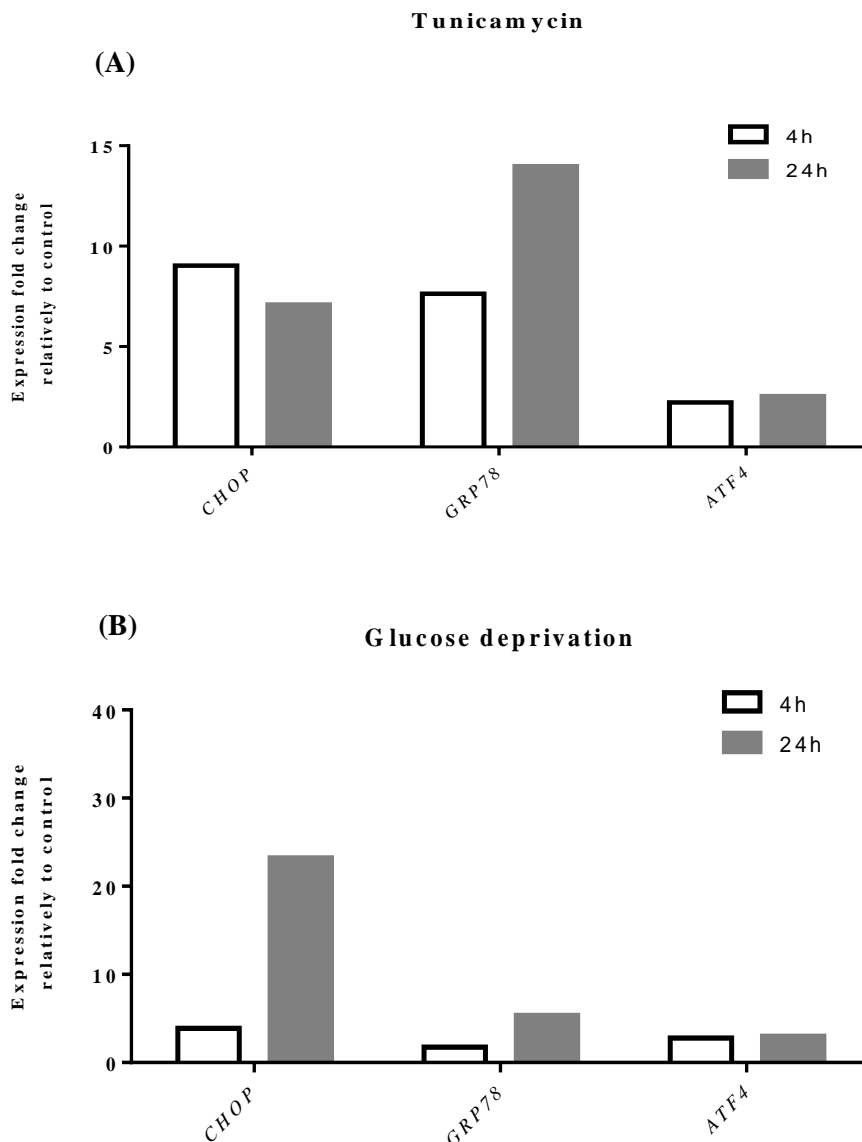 Tunicamycin
(A)
Expression fold change
relatively to control
15
10
5
0
4h
24h
CHOP
GRP78
ATF4
(B)
Glucose deprivation
Expression fold change
relatively to control
40
30
20
10
0
4h
24h
CHOP
GRP78
ATF4